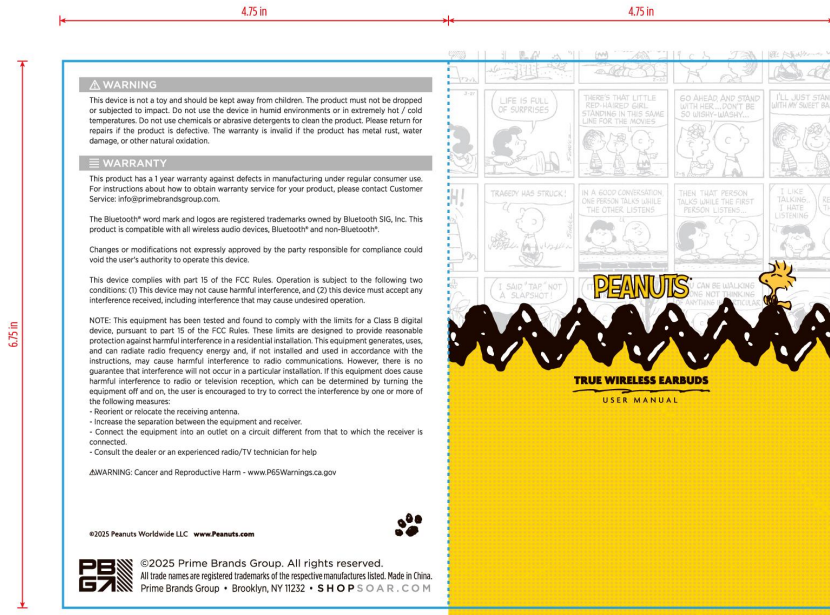 4.75 in
4.75 in
6.75 in
⚠ WARNING
This device is not a toy and should be kept away from children. The product must not be dropped
or subjected to impact. Do not use the device in humid environments or in extremely hot / cold
temperatures. Do not use chemicals or abrasive detergents to clean the product. Please return for
repairs if the product is defective. The warranty is invalid if the product has metal rust, water
damage, or other natural oxidation.
WARRANTY
This product has a 1 year warranty against defects in manufacturing under regular consumer use.
For instructions about how to obtain warranty service for your product, please contact Customer
Service: info@primebrandsgroup.com.
The Bluetooth® word mark and logos are registered trademarks owned by Bluetooth SIG, Inc. This
product is compatible with all wireless audio devices, Bluetooth® and non-Bluetooth®.
Changes or modifications not expressly approved by the party responsible for compliance could
void the user's authority to operate this device.
This device complies with part 15 of the FCC Rules. Operation is subject to the following two
conditions: (1) This device may not cause harmful interference, and (2) this device must accept any
interference received, including interference that may cause undesired operation.
NOTE: This equipment has been tested and found to comply with the limits for a Class B digital
device, pursuant to part 15 of the FCC Rules. These limits are designed to provide reasonable
protection against harmful interference in a residential installation. This equipment generates, uses,
and can radiate radio frequency energy and, if not installed and used in accordance with the
instructions, may cause harmful interference to radio communications. However, there is no
guarantee that interference will not occur in a particular installation. If this equipment does cause
harmful interference to radio or television reception, which can be determined by turning the
equipment off and on, the user is encouraged to try to correct the interference by one or more of
the following measures:
- Reorient or relocate the receiving antenna.
- Increase the separation between the equipment and receiver.
- Connect the equipment into an outlet on a circuit different from that to which the receiver is
connected.
- Consult the dealer or an experienced radio/TV technician for help
⚠WARNING: Cancer and Reproductive Harm - www.P65Warnings.ca.gov
©2025 Peanuts Worldwide LLC www.Peanuts.com
PBG
©2025 Prime Brands Group. All rights reserved.
All trade names are registered trademarks of the respective manufactures listed. Made in China.
Prime Brands Group • Brooklyn, NY 11232 • SHOPSOAR.COM
LIFE IS FULL
OF SURPRISES
THERE'S THAT LITTLE
RED-HAIRED GIRL
STANDING IN THIS SAME
LINE FOR THE MOVIES
GO AHEAD, AND STAND
WITH HER... DON'T BE
SO WISHY-WASHY...
I'LL JUST STAN
WITH MY SWEET BA
H!
TRAGEDY HAS STRUCK!
IN A GOOD CONVERSATION,
ONE PERSON TALKS WHILE
THE OTHER LISTENS
THEN THAT PERSON
TALKS WHILE THE FIRST
PERSON LISTENS...
I LIKE
TALKING,
I HATE
LISTENING
I SAID "TAP," NOT
A SLAPSHOT!
U CAN BE WALKING
ONG NOT THINKING
ANYTHING
PEANUTS
TRUE WIRELESS EARBUDS
USER MANUAL